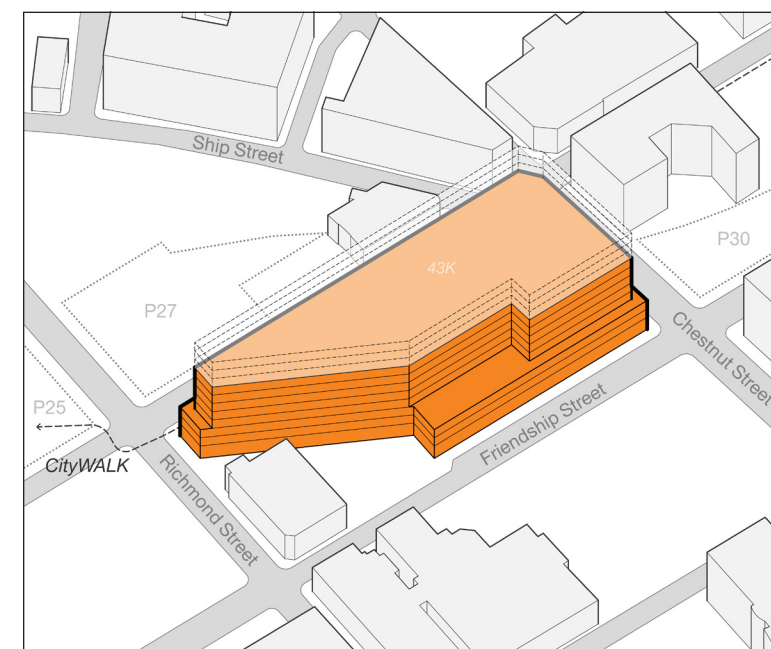 Ship Street
P30
43K
P27
Chestnut Street
P25
Friendship Street
CityWALK
Richmond Street